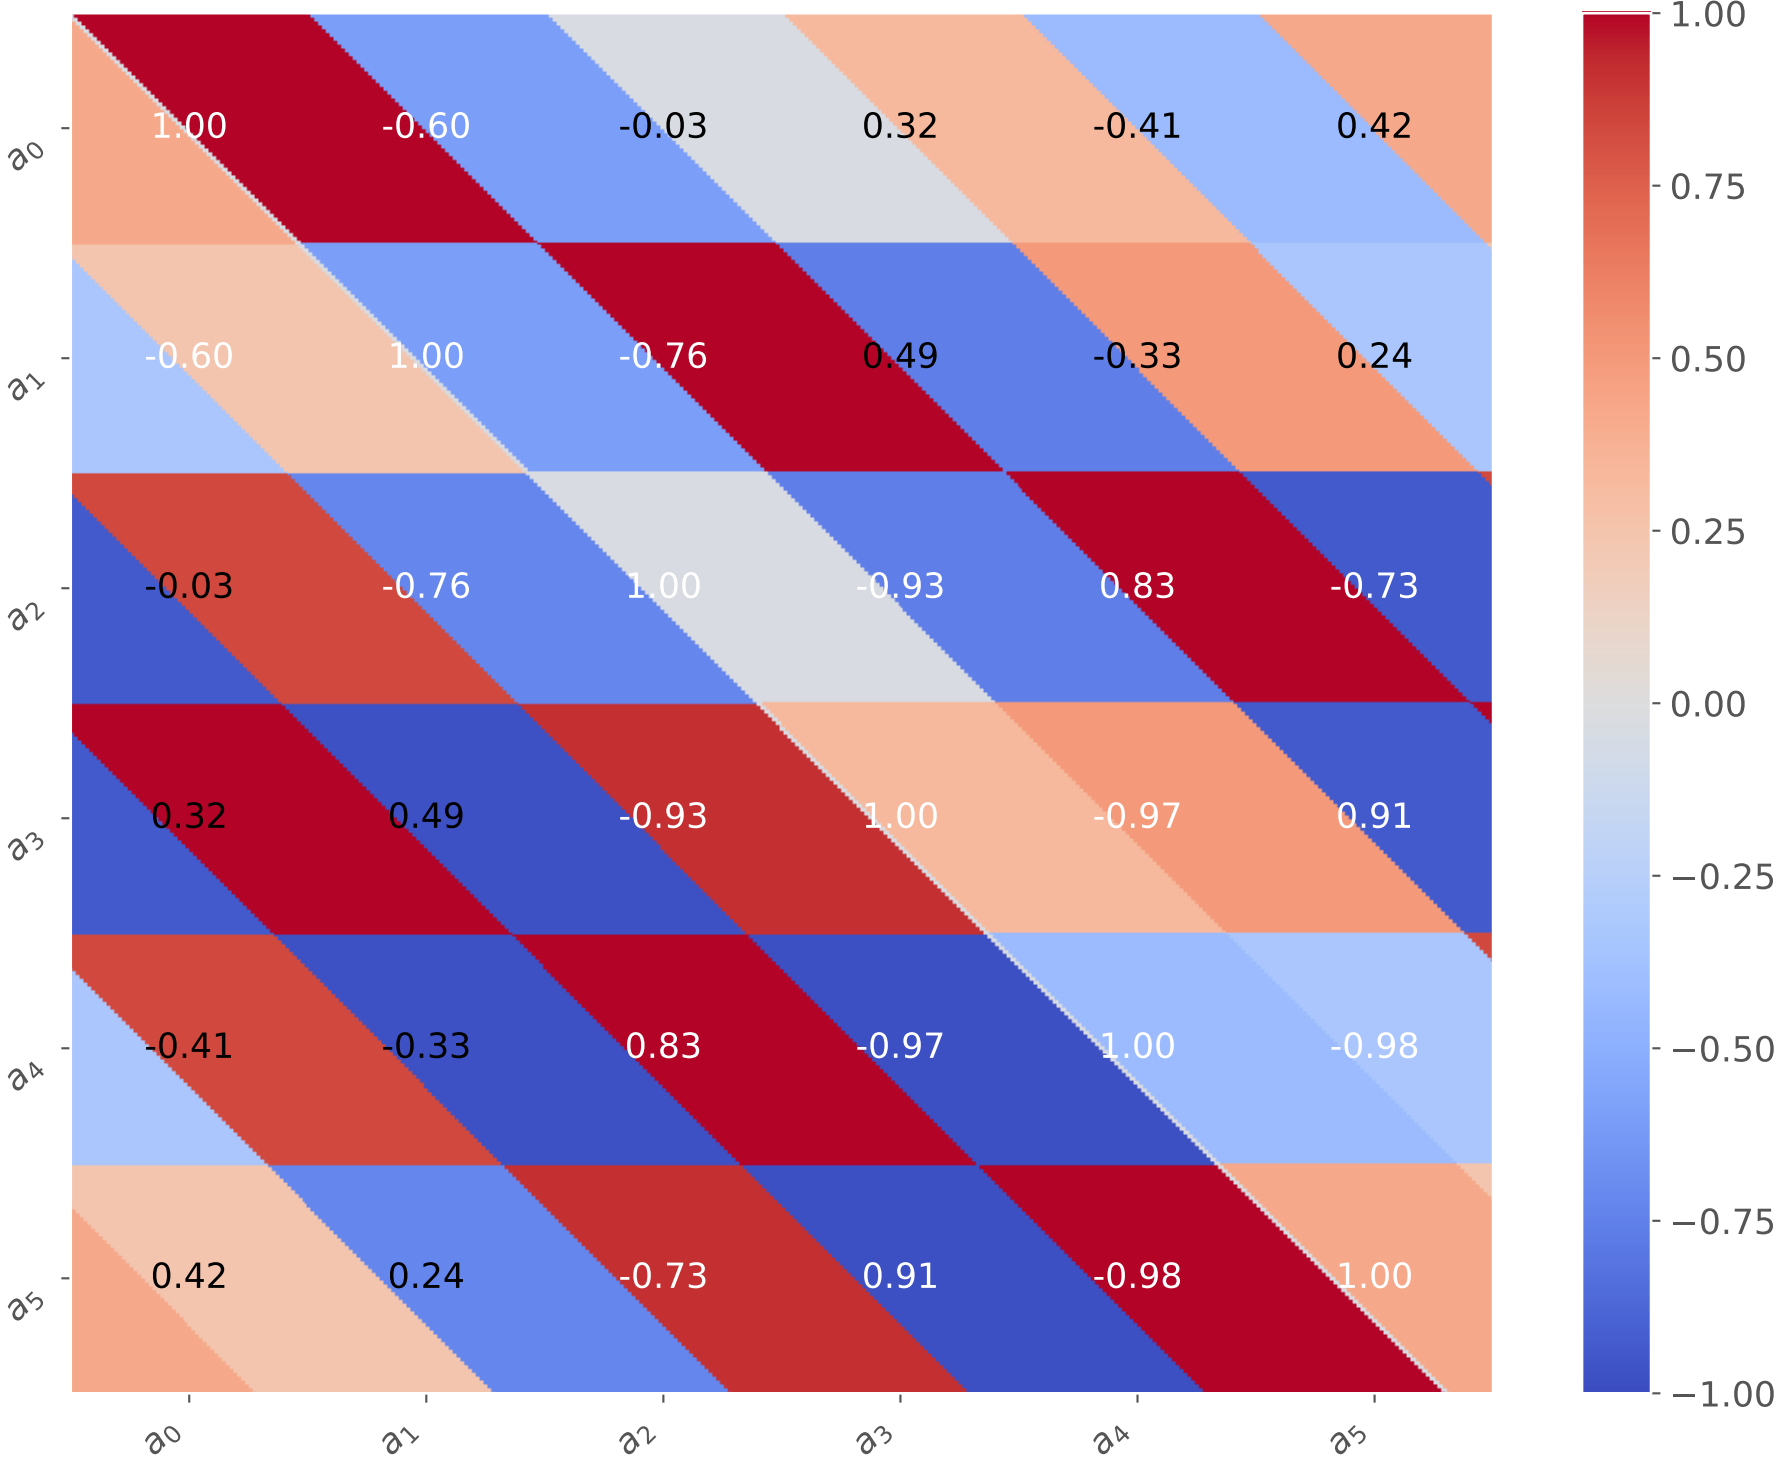 1.00
a0 1.00 -0.60 -0.03 0.32 -0.41 0.42
0.75
a1 -0.60 1.00 -0.76 0.49 -0.33 0.24
0.50
0.25
a2 -0.03 -0.76 1.00 -0.93 0.83 -0.73
0.00
a3 0.32 0.49 -0.93 1.00 -0.97 0.91
−0.25
a4 -0.41 -0.33 0.83 -0.97 1.00 -0.98
−0.50
−0.75
a5 0.42 0.24 -0.73 0.91 -0.98 1.00
−1.00
a0 a1 a2 a3 a4 a5